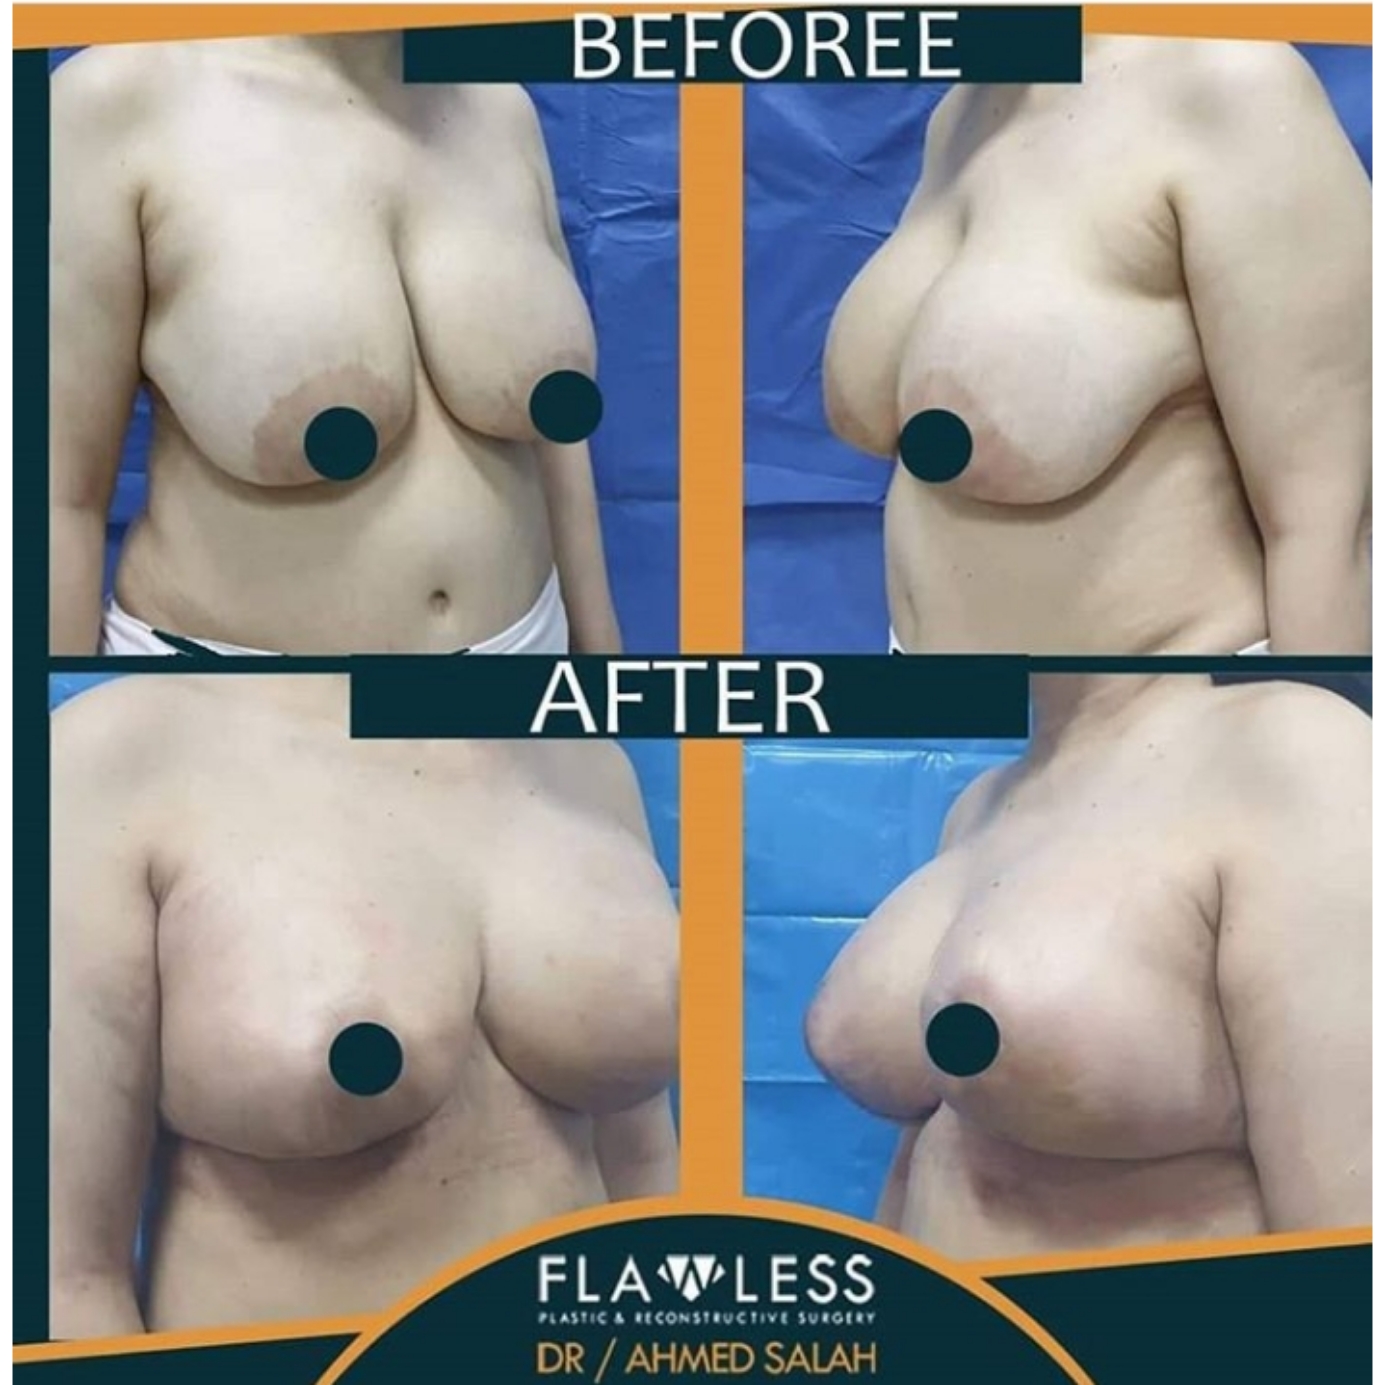 BEFOREE
AFTER
FLAWLESS
PLASTIC & RECONSTRUCTIVE SURGERY
DR / AHMED SALAH